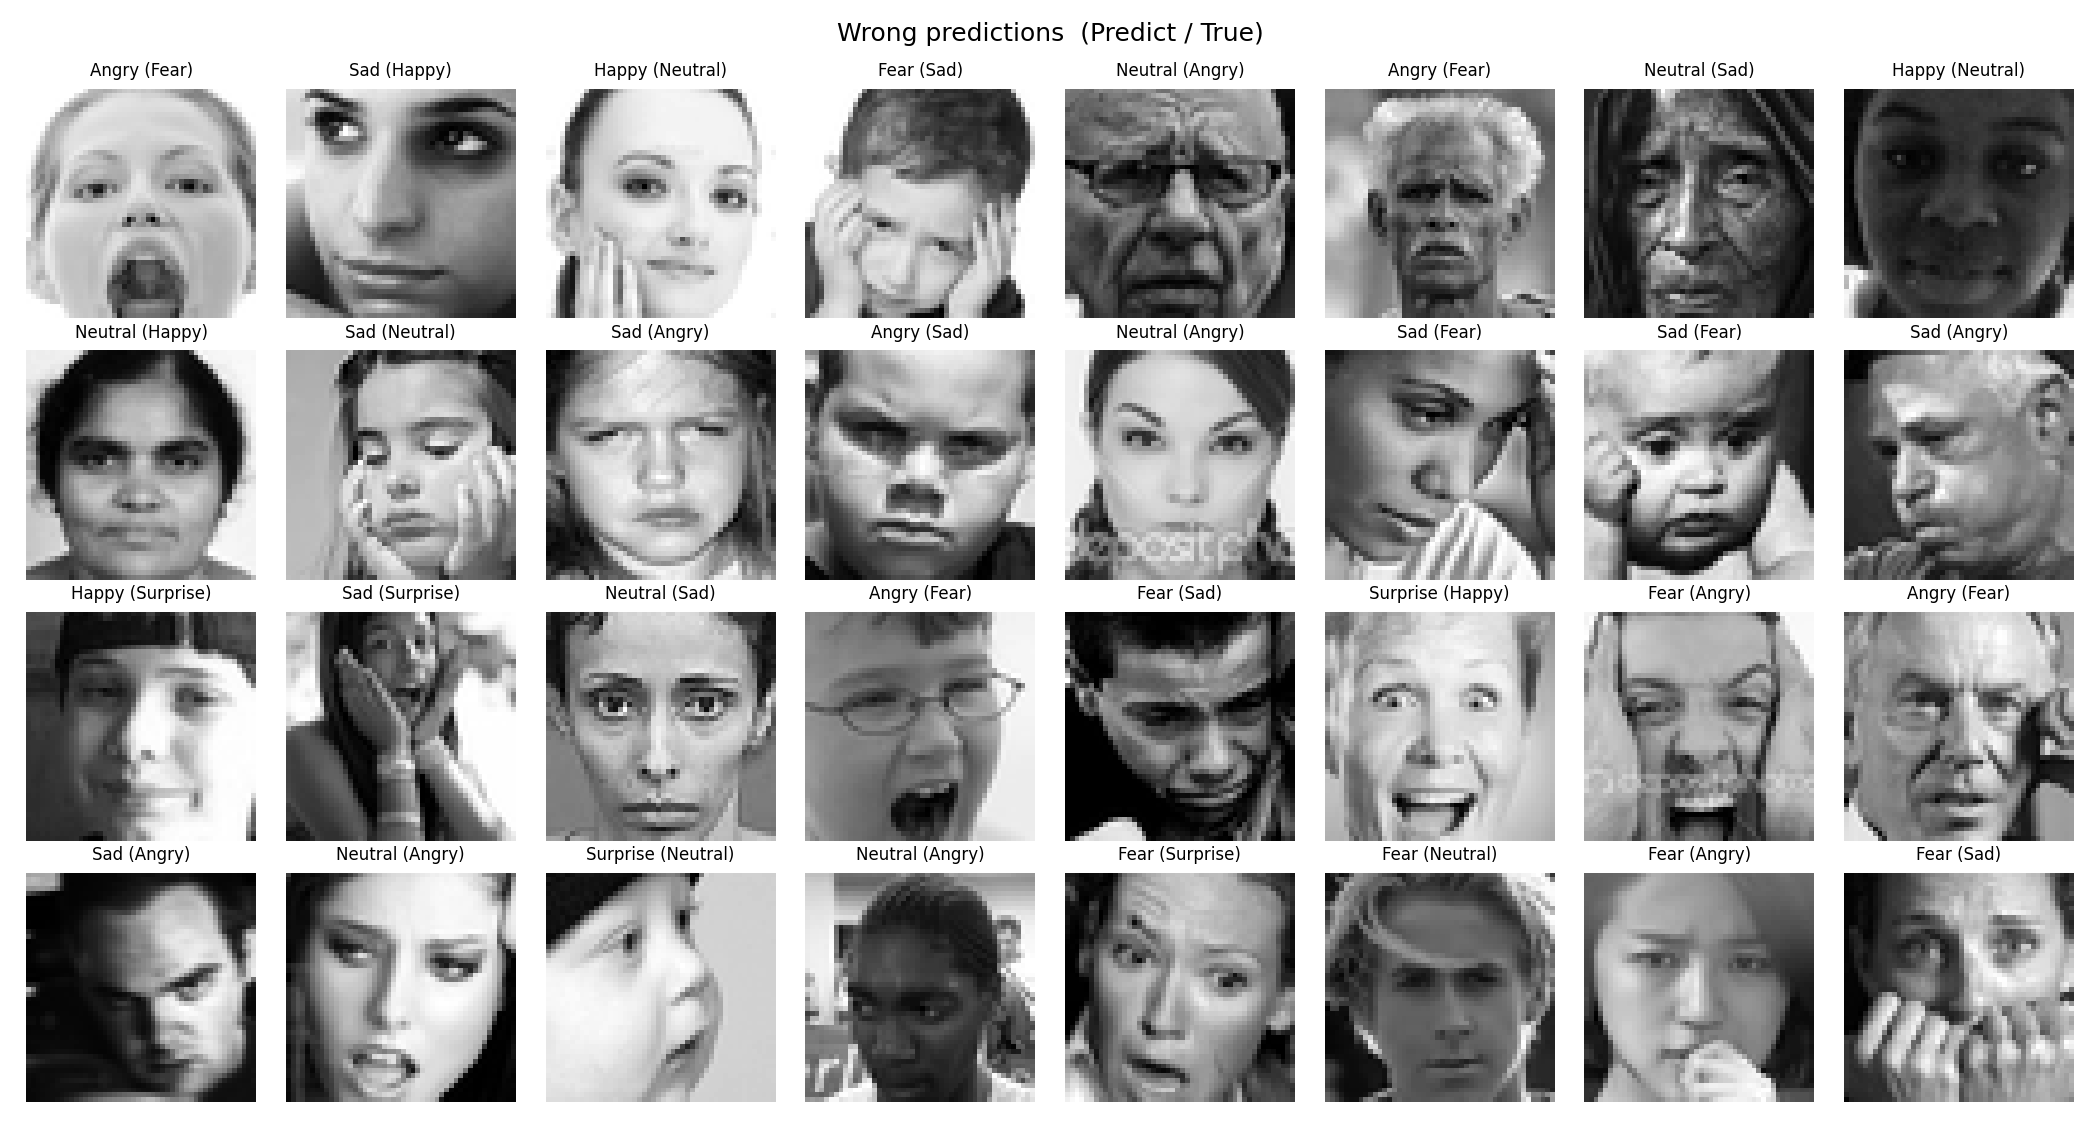 Wrong predictions  (Predict / True)
Angry (Fear)
Sad (Happy)
Happy (Neutral)
Fear (Sad)
Neutral (Angry)
Angry (Fear)
Neutral (Sad)
Happy (Neutral)
Neutral (Happy)
Sad (Neutral)
Sad (Angry)
Angry (Sad)
Neutral (Angry)
Sad (Fear)
Sad (Fear)
Sad (Angry)
depositpho
Happy (Surprise)
Sad (Surprise)
Neutral (Sad)
Angry (Fear)
Fear (Sad)
Surprise (Happy)
Fear (Angry)
Angry (Fear)
Sad (Angry)
Neutral (Angry)
Surprise (Neutral)
Neutral (Angry)
Fear (Surprise)
Fear (Neutral)
Fear (Angry)
Fear (Sad)